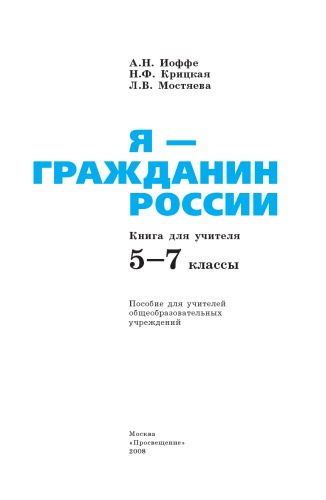 А.Н. Иоффе
Н.Ф. Крицкая
Л.В. Мостяева
Я —
ГРАЖДАНИН
РОССИИ
Книга для учителя
5—7 классы
Пособие для учителей
общеобразовательных
учреждений
Москва
«Просвещение»
2008